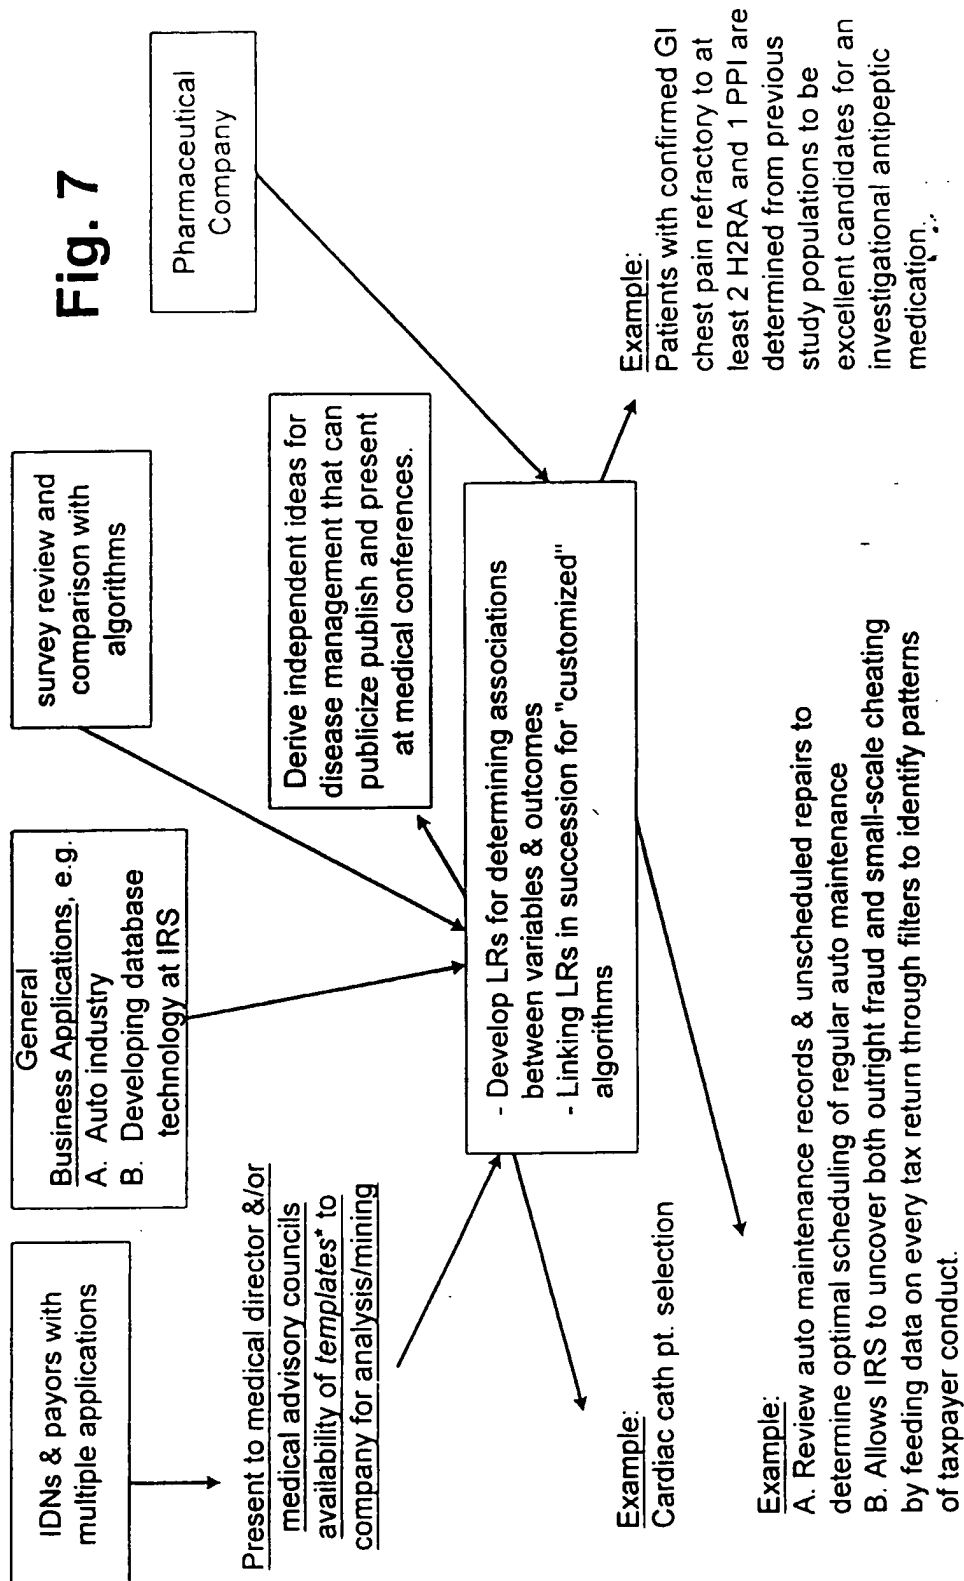 Fig. 7
IDNs & payors with
multiple applications
General
Business Applications, e.g.
A. Auto industry
B. Developing database
technology at IRS
survey review and
comparison with
algorithms
Pharmaceutical
Company
Present to medical director &/or
medical advisory councils
availability of templates* to
company for analysis/mining
Derive independent ideas for
disease management that can
publicize publish and present
at medical conferences.
- Develop LRs for determining associations
between variables & outcomes
- Linking LRs in succession for "customized"
algorithms
Example:
Cardiac cath pt. selection
Example:
Patients with confirmed GI
chest pain refractory to at
least 2 H2RA and 1 PPI are
determined from previous
study populations to be
excellent candidates for an
investigational antipeptic
medication.
Example:
A. Review auto maintenance records & unscheduled repairs to
determine optimal scheduling of regular auto maintenance
B. Allows IRS to uncover both outright fraud and small-scale cheating
by feeding data on every tax return through filters to identify patterns
of taxpayer conduct.